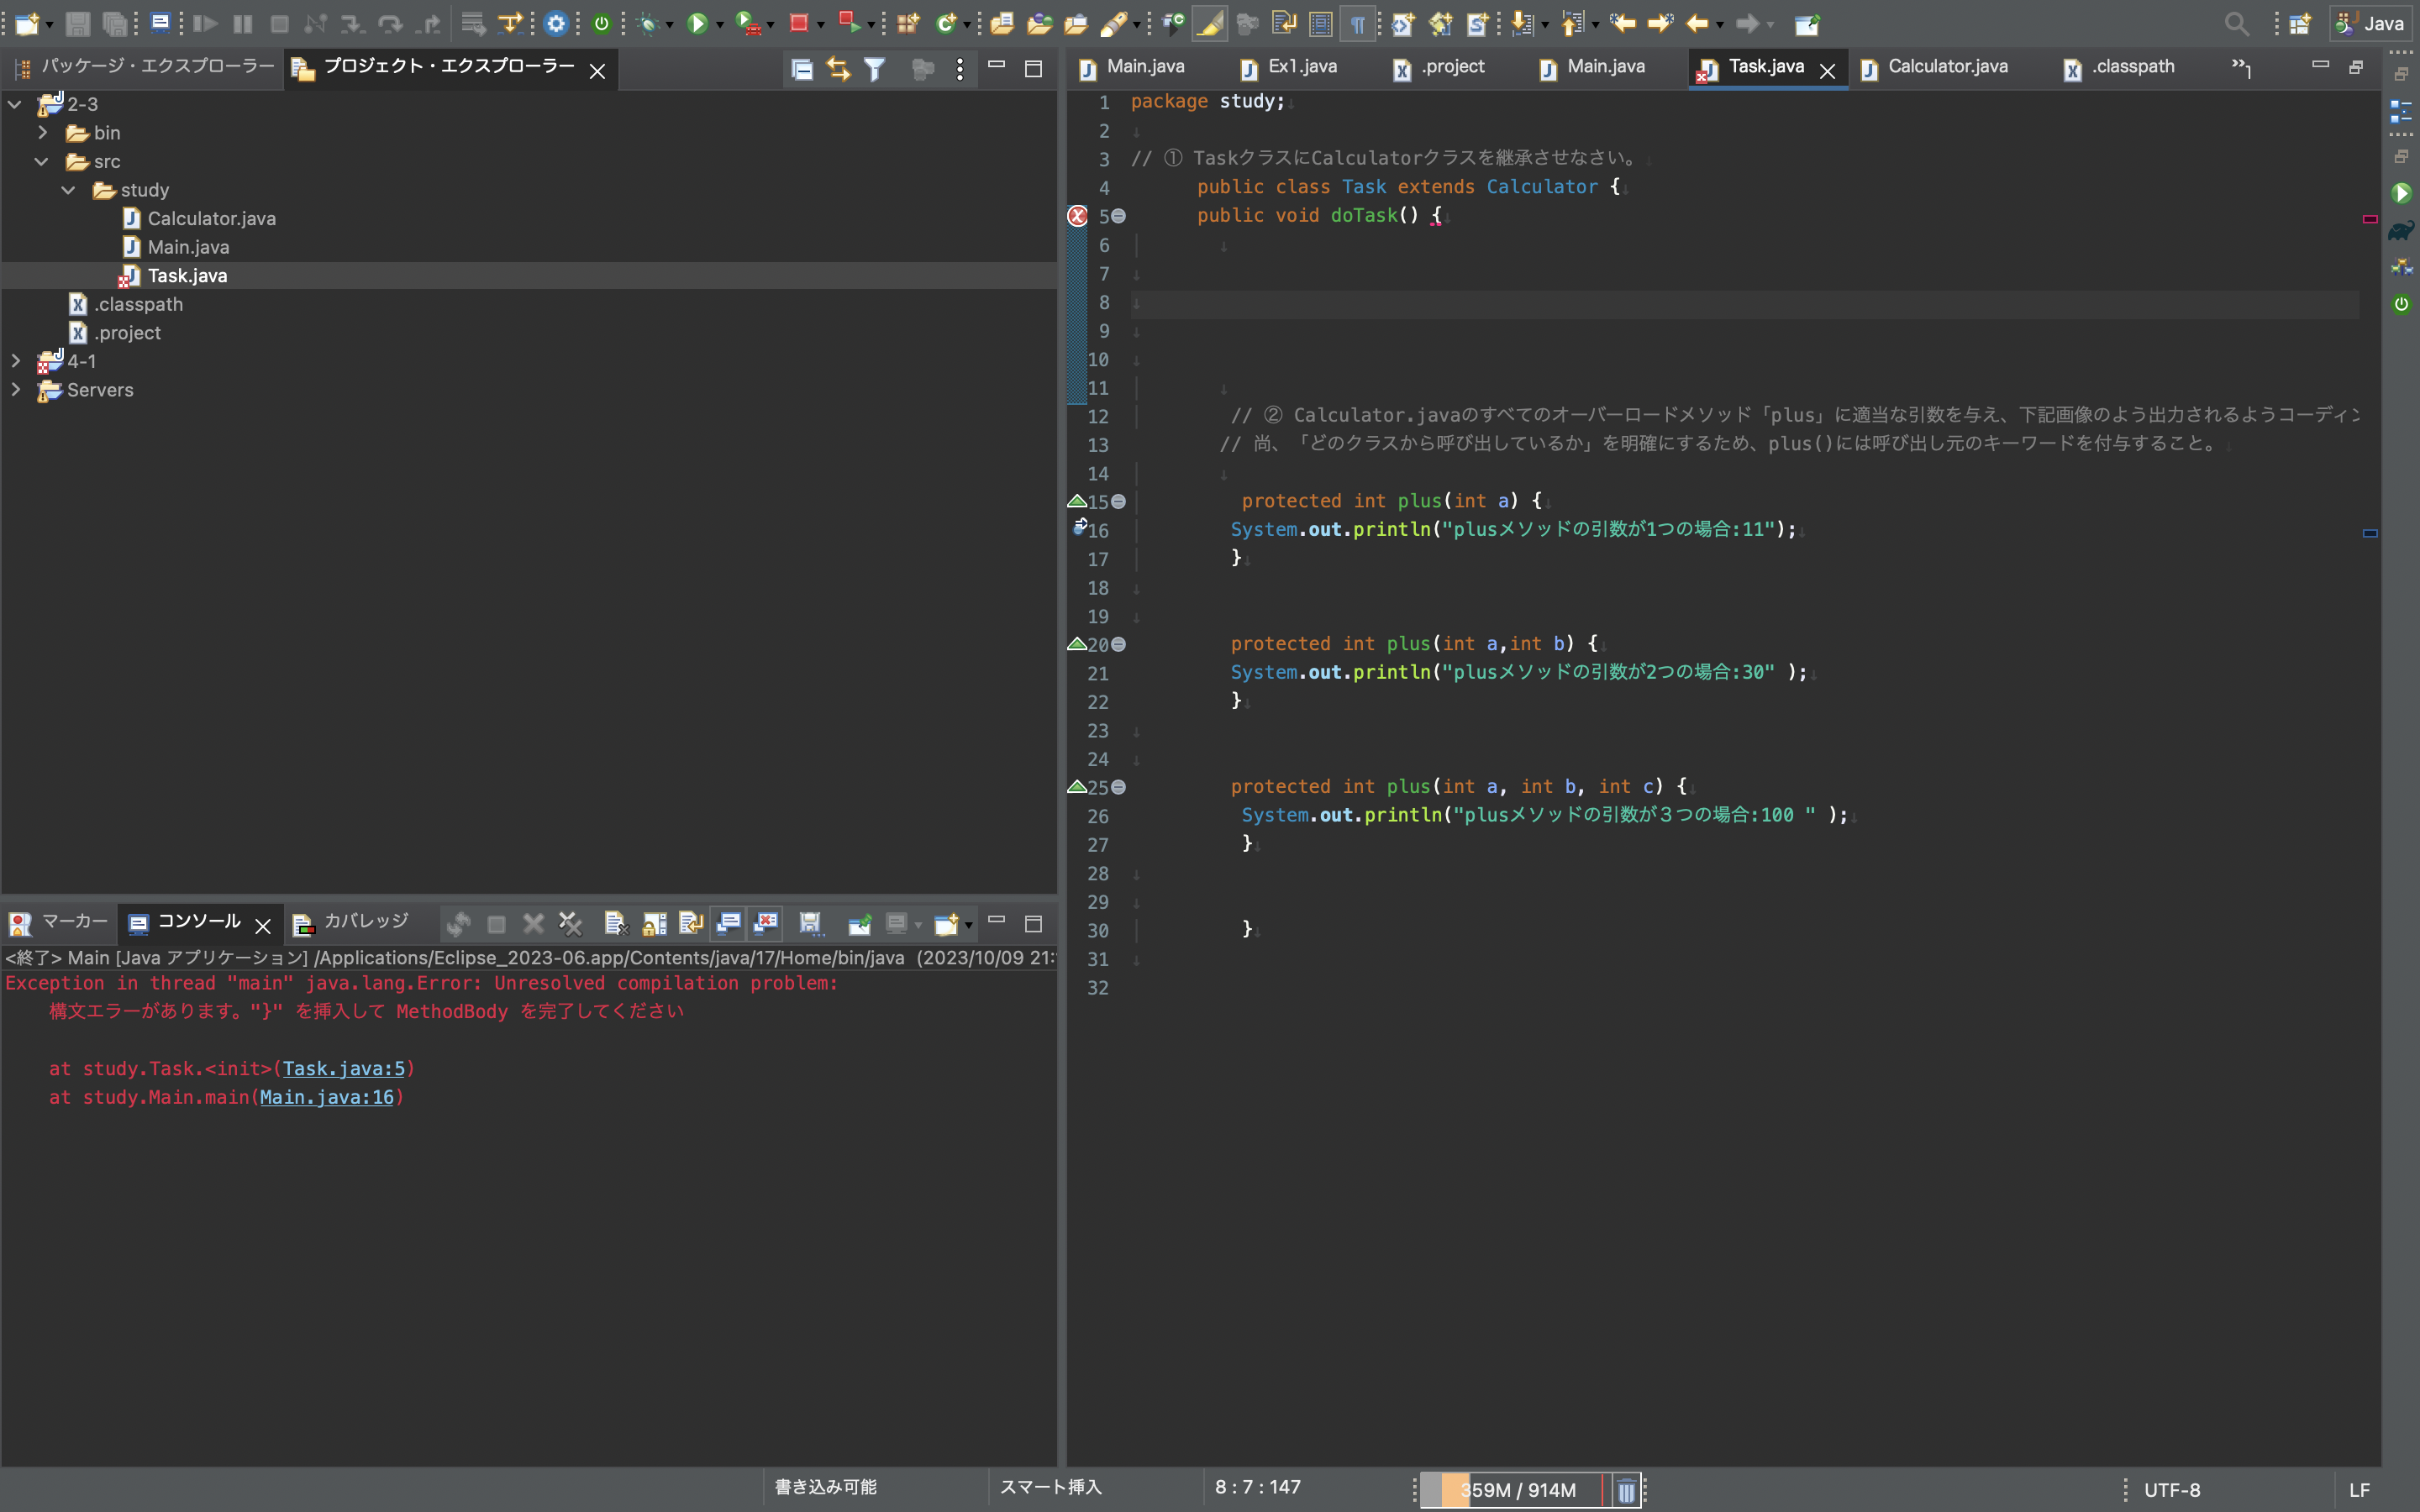 Java
パッケージ・エクスプローラー
プロジェクト・エクスプローラー
2-3
bin
src
study
Calculator.java
Main.java
Task.java
.classpath
.project
4-1
Servers
Main.java
Ex1.java
.project
Main.java
Task.java
Calculator.java
.classpath
»1
1 package study;
2
3 // ① TaskクラスにCalculatorクラスを継承させなさい。
4 public class Task extends Calculator {
5 public void doTask() {
6
7
8
9
10
11
12 // ② Calculator.javaのすべてのオーバーロードメソッド「plus」に適当な引数を与え、下記画像のよう出力されるようコーディン
13 // 尚、「どのクラスから呼び出しているか」を明確にするため、plus()には呼び出し元のキーワードを付与すること。
14
15 protected int plus(int a) {
16 System.out.println("plusメソッドの引数が1つの場合:11");
17 }
18
19
20 protected int plus(int a,int b) {
21 System.out.println("plusメソッドの引数が2つの場合:30" );
22 }
23
24
25 protected int plus(int a, int b, int c) {
26 System.out.println("plusメソッドの引数が３つの場合:100 " );
27 }
28
29
30 }
31
32
マーカー
コンソール
カバレッジ
<終了> Main [Java アプリケーション] /Applications/Eclipse_2023-06.app/Contents/java/17/Home/bin/java (2023/10/09 21:
Exception in thread "main" java.lang.Error: Unresolved compilation problem:
構文エラーがあります。"}" を挿入して MethodBody を完了してください
at study.Task.<init>(Task.java:5)
at study.Main.main(Main.java:16)
書き込み可能
スマート挿入
8 : 7 : 147
359M / 914M
UTF-8
LF